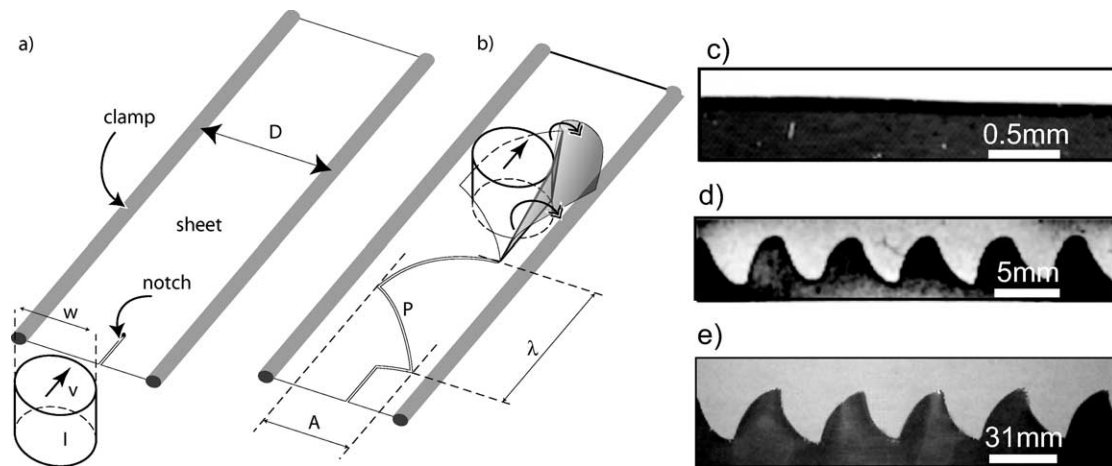 a)
clamp
D
sheet
notch
w
v
I
b)
P
λ
A
c)
0.5mm
d)
5mm
e)
31mm